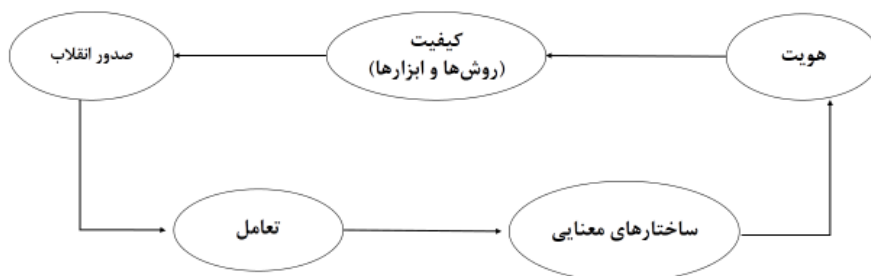 هویت
کیفیت
(روش‌ها و ابزارها)
صدور انقلاب
تعامل
ساختارهای معنایی